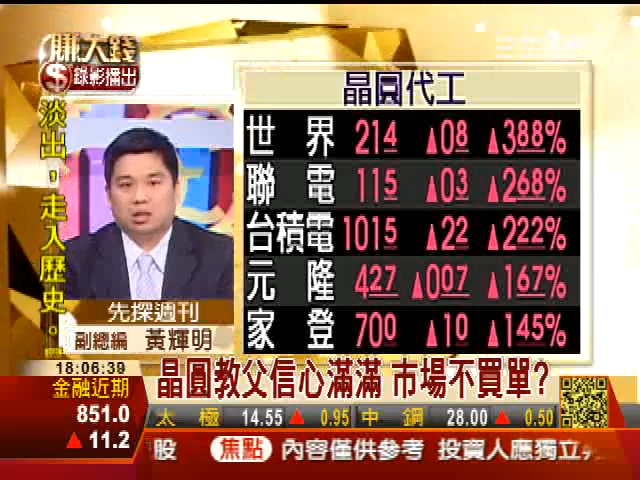 賺大錢
錄影播出
淡出，走入歷史。
晶圓代工
世界 214 ▲08 ▲388%
聯電 115 ▲03 ▲268%
台積電 1015 ▲22 ▲222%
元隆 427 ▲007 ▲167%
家登 700 ▲10 ▲145%
先探週刊
副總編 黃輝明
18:06:39
晶圓教父信心滿滿 市場不買單?
金融近期
851.0
▲11.2
太極 14.55 ▲ 0.95 中鋼 28.00 ▲ 0.50
股 焦點 內容僅供參考 投資人應獨立